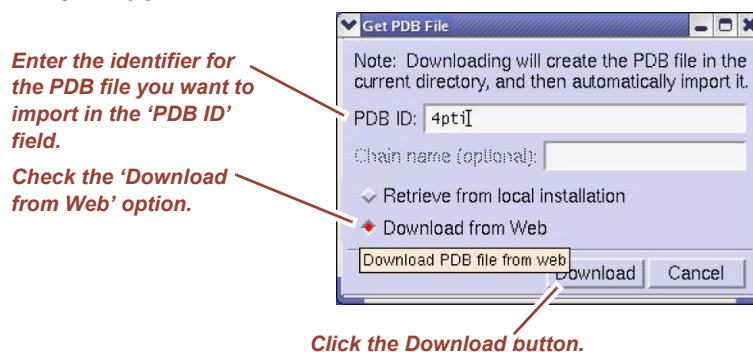 Get PDB File
Enter the identifier for
the PDB file you want to
import in the ‘PDB ID’
field.
Check the ‘Download
from Web’ option.
Note: Downloading will create the PDB file in the
current directory, and then automatically import it.
PDB ID: 4pti
Chain name (optional):
Retrieve from local installation
Download from Web
Download PDB file from web
Download Cancel
Click the Download button.